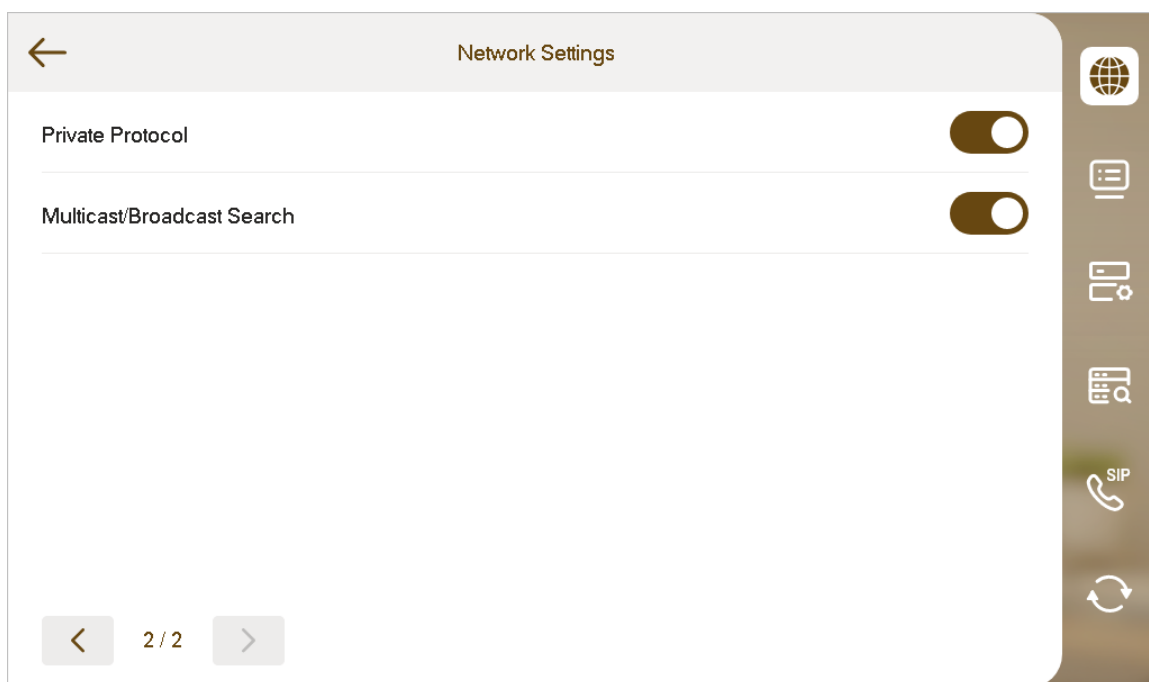 Network Settings
Private Protocol
Multicast/Broadcast Search
SIP
2 / 2